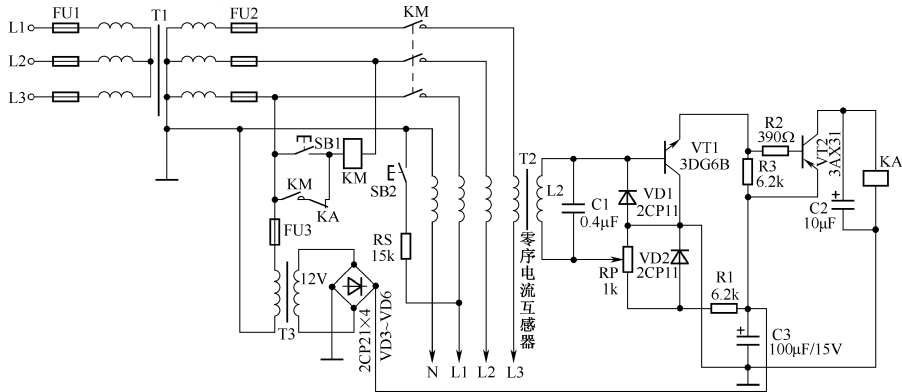 FU1
T1
FU2
KM
L1
L2
L3
SB1
KM
KM
KA
SB2
FU3
RS
15k
12V
T3
2CP21×4
VD3~VD6
N
L1
L2
L3
T2
零序电流互感器
L2
C1
0.4μF
VD1
2CP11
VD2
2CP11
RP
1k
VT1
3DG6B
R2
390Ω
R3
6.2k
VT2
3AX31
KA
C2
10μF
R1
6.2k
C3
100μF/15V
+
+